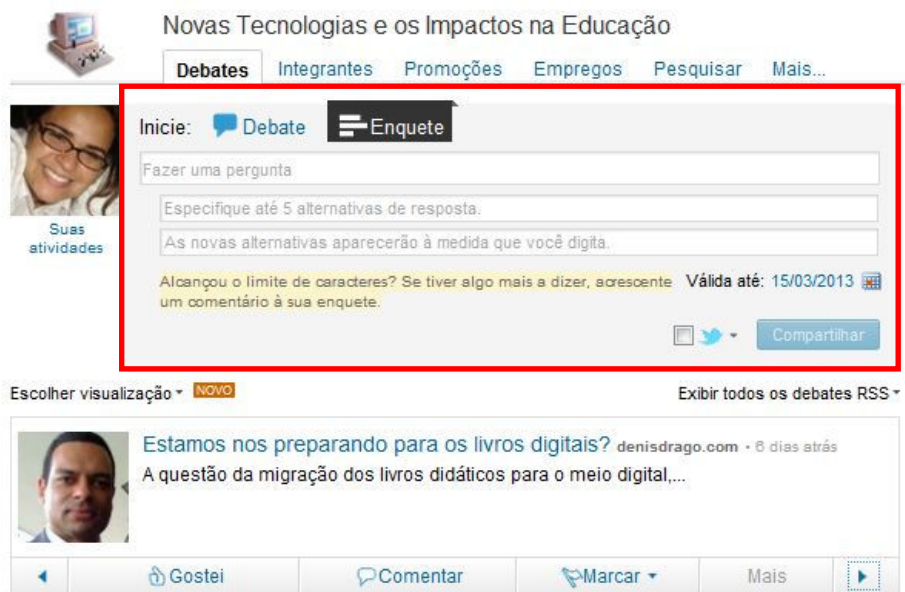 Novas Tecnologias e os Impactos na Educação
Debates Integrantes Promoções Empregos Pesquisar Mais...
Inicie: Debate Enquete
Fazer uma pergunta
Especifique até 5 alternativas de resposta.
As novas alternativas aparecerão à medida que você digita.
Suas
atividades
Alcançou o limite de caracteres? Se tiver algo mais a dizer, acrescente
um comentário à sua enquete.
Válida até: 15/03/2013
Compartilhar
Escolher visualização NOVO Exibir todos os debates RSS
Estamos nos preparando para os livros digitais? denisdrago.com • 6 dias atrás
A questão da migração dos livros didáticos para o meio digital,...
Gostei Comentar Marcar Mais